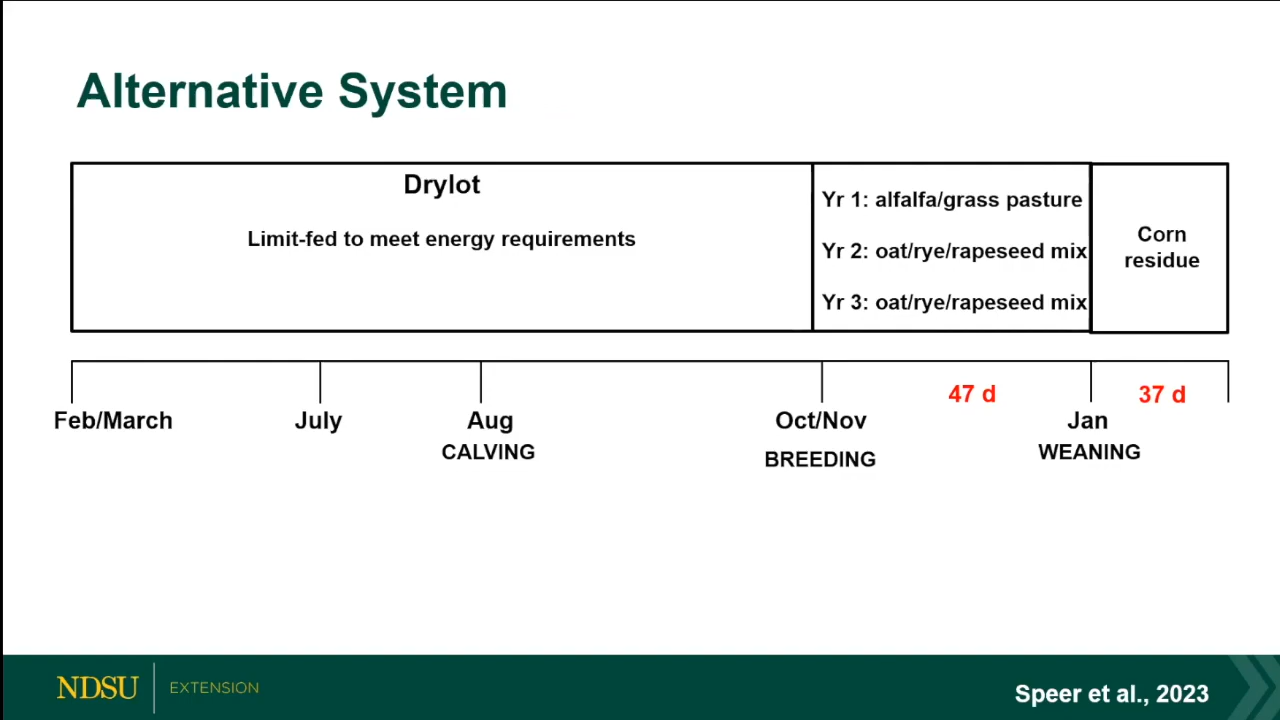 Alternative System
Drylot
Limit-fed to meet energy requirements
Yr 1: alfalfa/grass pasture
Yr 2: oat/rye/rapeseed mix
Yr 3: oat/rye/rapeseed mix
Corn
residue
47 d
37 d
Feb/March
July
Aug
CALVING
Oct/Nov
BREEDING
Jan
WEANING
NDSU
EXTENSION
Speer et al., 2023